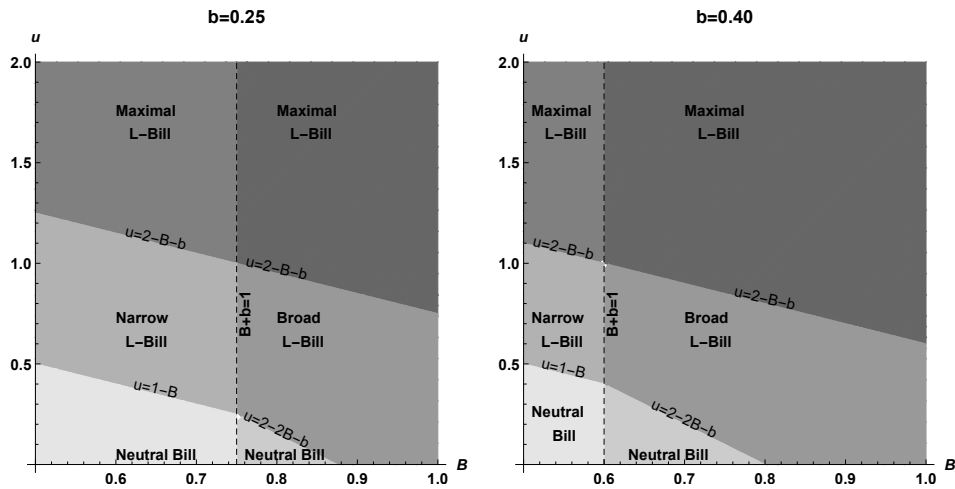 b=0.25
u
2.0
1.5
1.0
0.5
0.6
0.7
0.8
0.9
1.0
B
Maximal
L−Bill
Maximal
L−Bill
u=2−B−b
u=2−B−b
Narrow
L−Bill
B+b=1
Broad
L−Bill
u=1−B
u=2−2B−b
Neutral Bill
Neutral Bill
b=0.40
u
2.0
1.5
1.0
0.5
0.6
0.7
0.8
0.9
1.0
B
Maximal
L−Bill
Maximal
L−Bill
u=2−B−b
u=2−B−b
Narrow
L−Bill
B+b=1
Broad
L−Bill
u=1−B
u=2−2B−b
Neutral
Bill
Neutral Bill